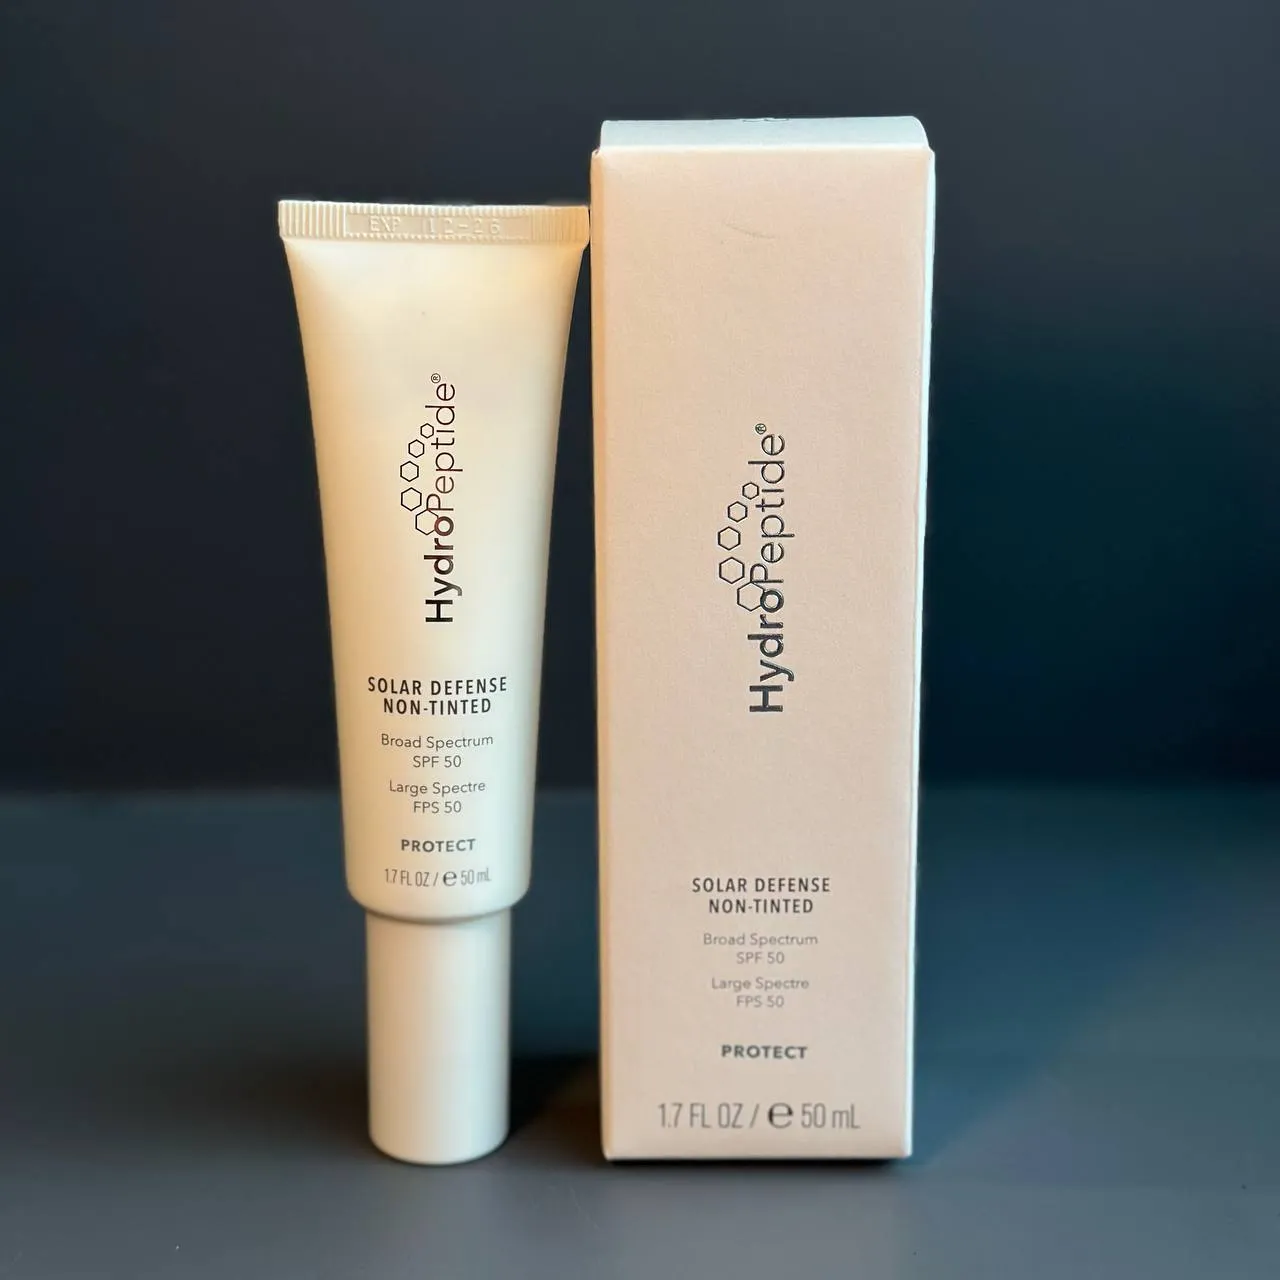 EXP 12-26
HydroPeptide®
SOLAR DEFENSE
NON-TINTED
Broad Spectrum
SPF 50
Large Spectre
FPS 50
PROTECT
1.7 FL OZ / ℮ 50 mL
HydroPeptide®
SOLAR DEFENSE
NON-TINTED
Broad Spectrum
SPF 50
Large Spectre
FPS 50
PROTECT
1.7 FL OZ / ℮ 50 mL